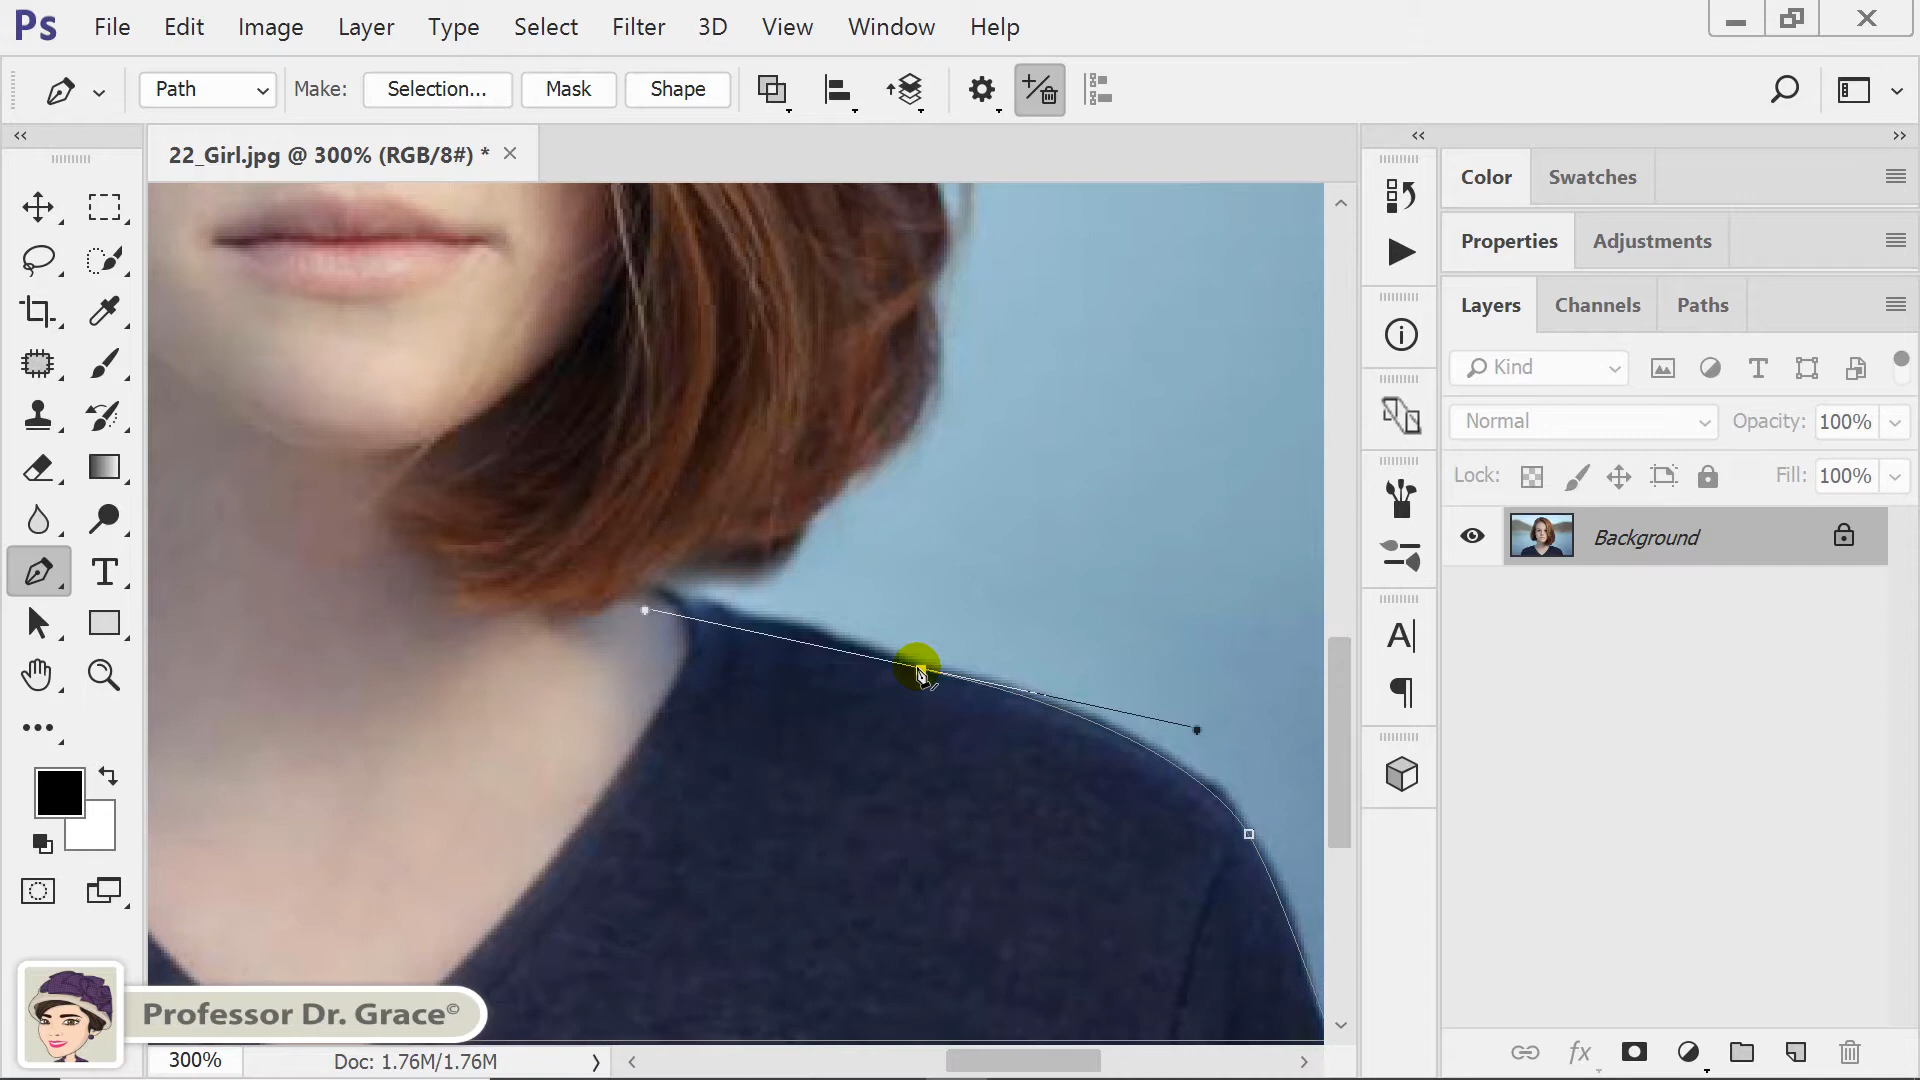 Ps File Edit Image Layer Type Select Filter 3D View Window Help
Path Make: Selection... Mask Shape
22_Girl.jpg @ 300% (RGB/8#) * ×
Color Swatches
Properties Adjustments
Layers Channels Paths
Kind
Normal Opacity: 100%
Lock: Fill: 100%
Background
Professor Dr. Grace©
300% Doc: 1.76M/1.76M